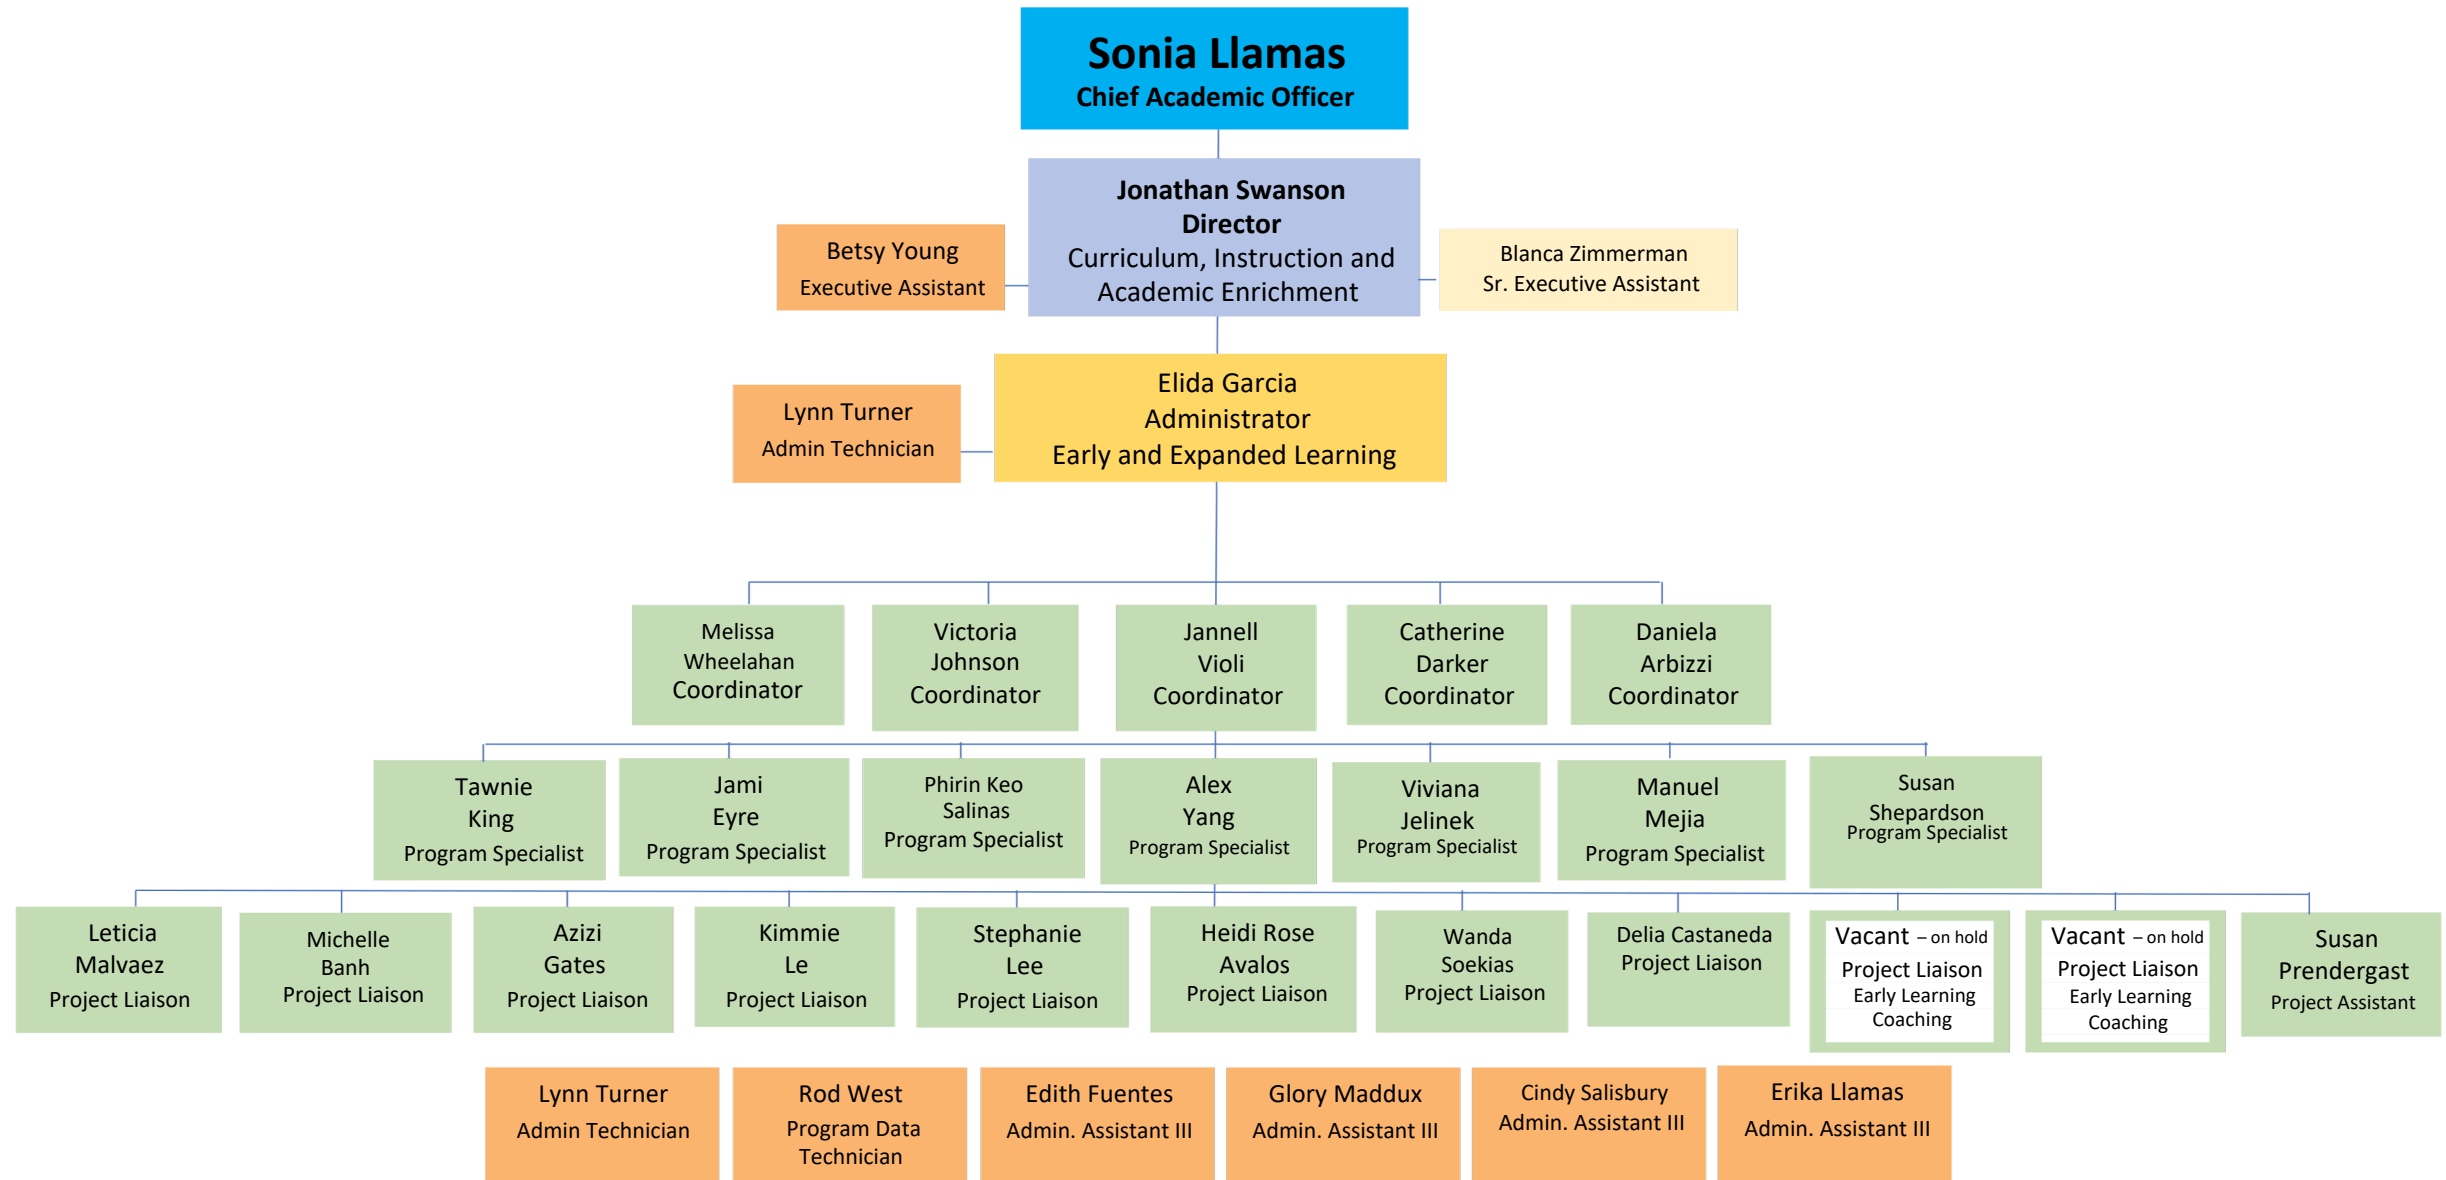 Sonia Llamas
Chief Academic Officer
Jonathan Swanson
Director
Curriculum, Instruction and
Academic Enrichment
Betsy Young
Executive Assistant
Blanca Zimmerman
Sr. Executive Assistant
Elida Garcia
Administrator
Early and Expanded Learning
Lynn Turner
Admin Technician
Melissa
Wheelahan
Coordinator
Victoria
Johnson
Coordinator
Jannell
Violi
Coordinator
Catherine
Darker
Coordinator
Daniela
Arbizzi
Coordinator
Tawnie
King
Program Specialist
Jami
Eyre
Program Specialist
Phirin Keo
Salinas
Program Specialist
Alex
Yang
Program Specialist
Viviana
Jelinek
Program Specialist
Manuel
Mejia
Program Specialist
Susan
Shepardson
Program Specialist
Leticia
Malvaez
Project Liaison
Michelle
Banh
Project Liaison
Azizi
Gates
Project Liaison
Kimmie
Le
Project Liaison
Stephanie
Lee
Project Liaison
Heidi Rose
Avalos
Project Liaison
Wanda
Soekias
Project Liaison
Delia Castaneda
Project Liaison
Vacant – on hold
Project Liaison
Early Learning
Coaching
Vacant – on hold
Project Liaison
Early Learning
Coaching
Susan
Prendergast
Project Assistant
Lynn Turner
Admin Technician
Rod West
Program Data
Technician
Edith Fuentes
Admin. Assistant III
Glory Maddux
Admin. Assistant III
Cindy Salisbury
Admin. Assistant III
Erika Llamas
Admin. Assistant III